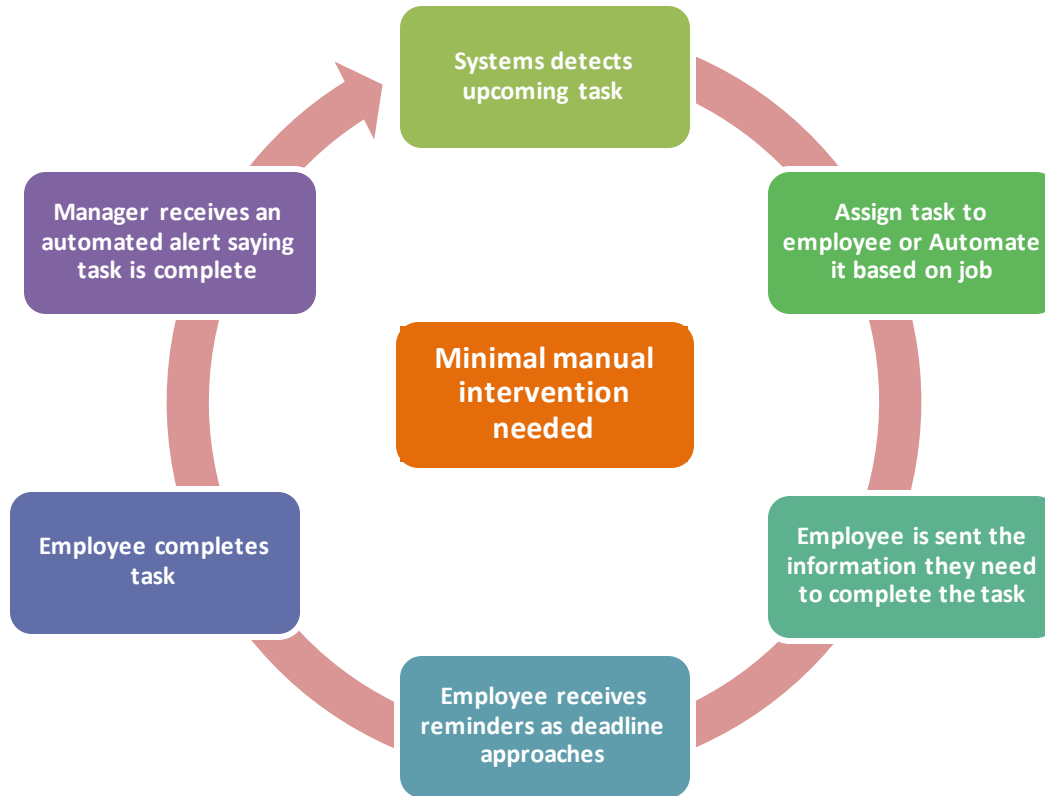 Systems detects
upcoming task
Assign task to
employee or Automate
it based on job
Employee is sent the
information they need
to complete the task
Employee receives
reminders as deadline
approaches
Employee completes
task
Manager receives an
automated alert saying
task is complete
Minimal manual
intervention
needed